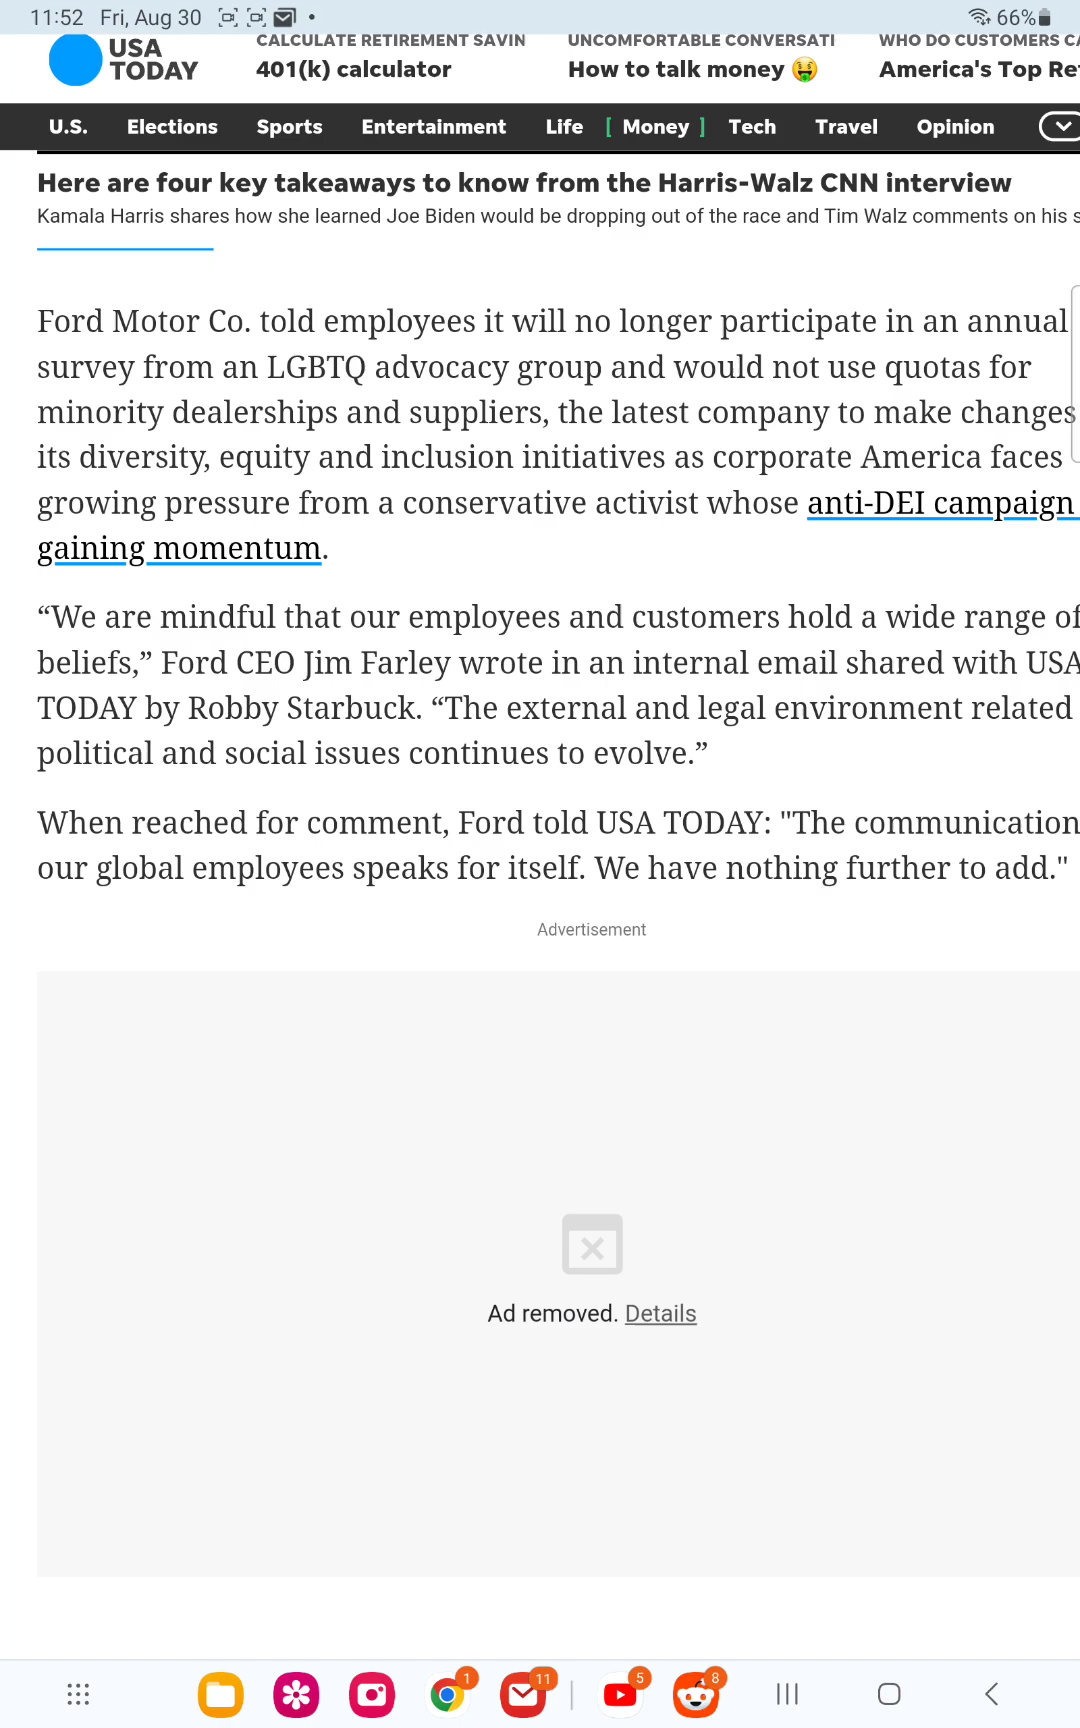 11:52 Fri, Aug 30
66%
USA
TODAY
CALCULATE RETIREMENT SAVIN
401(k) calculator
UNCOMFORTABLE CONVERSATI
How to talk money 🤑
WHO DO CUSTOMERS
America's Top Re
U.S. Elections Sports Entertainment Life [ Money ] Tech Travel Opinion
Here are four key takeaways to know from the Harris-Walz CNN interview
Kamala Harris shares how she learned Joe Biden would be dropping out of the race and Tim Walz comments on his s
Ford Motor Co. told employees it will no longer participate in an annual
survey from an LGBTQ advocacy group and would not use quotas for
minority dealerships and suppliers, the latest company to make changes
its diversity, equity and inclusion initiatives as corporate America faces
growing pressure from a conservative activist whose anti-DEI campaign
gaining momentum.
“We are mindful that our employees and customers hold a wide range of
beliefs,” Ford CEO Jim Farley wrote in an internal email shared with USA
TODAY by Robby Starbuck. “The external and legal environment related
political and social issues continues to evolve.”
When reached for comment, Ford told USA TODAY: "The communication
our global employees speaks for itself. We have nothing further to add."
Advertisement
Ad removed. Details
1 11 5 8